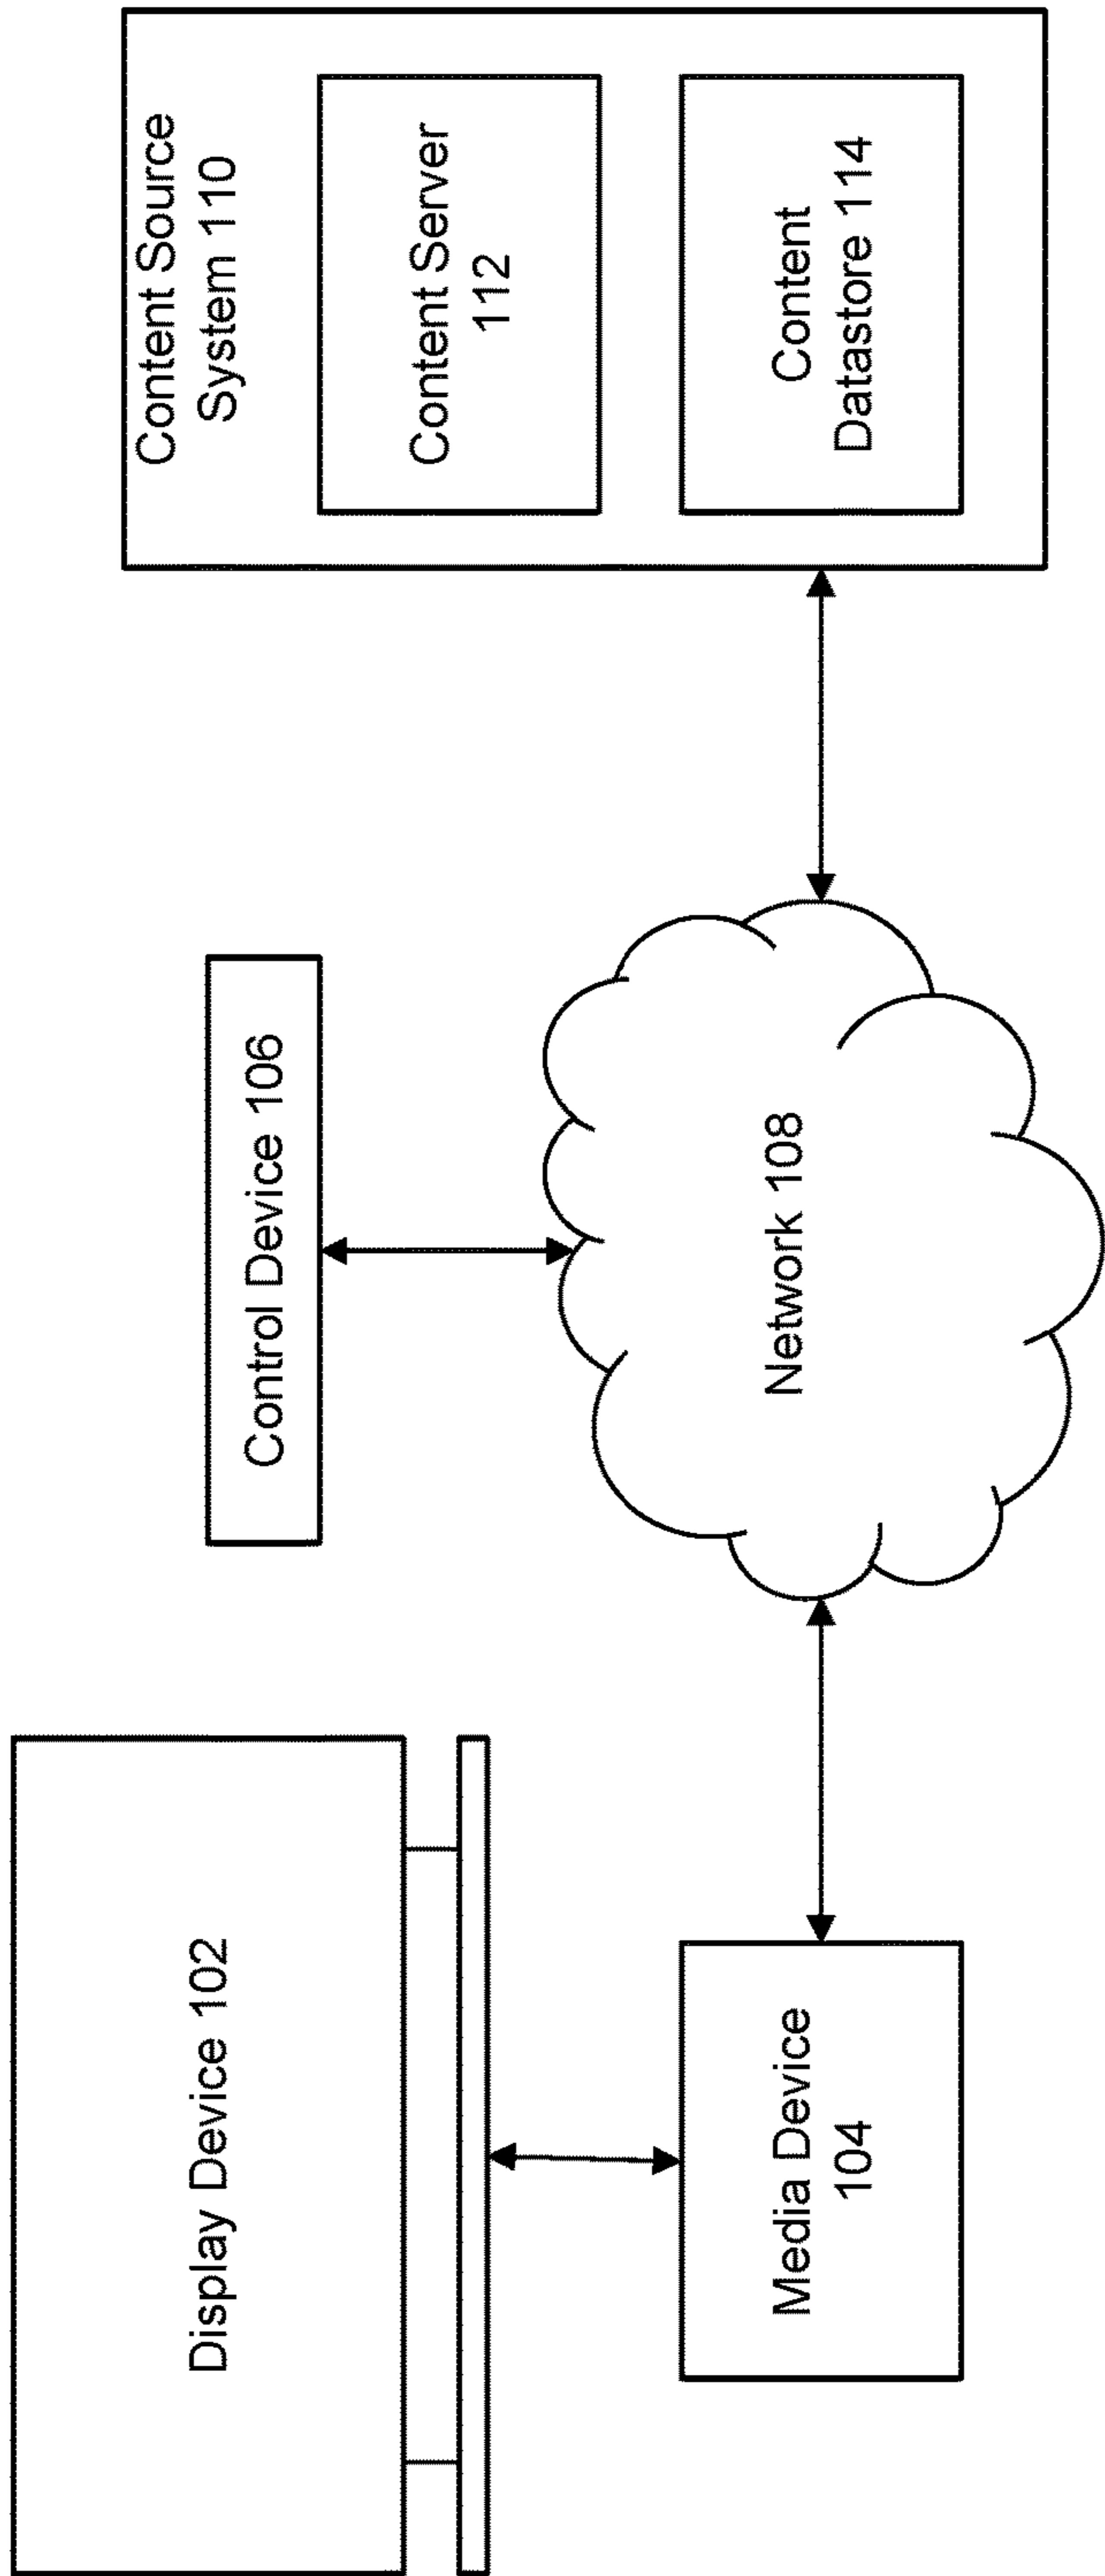 Display Device 102
Media Device
104
Control Device 106
Network 108
Content Source
System 110
Content Server
112
Content
Datastore 114